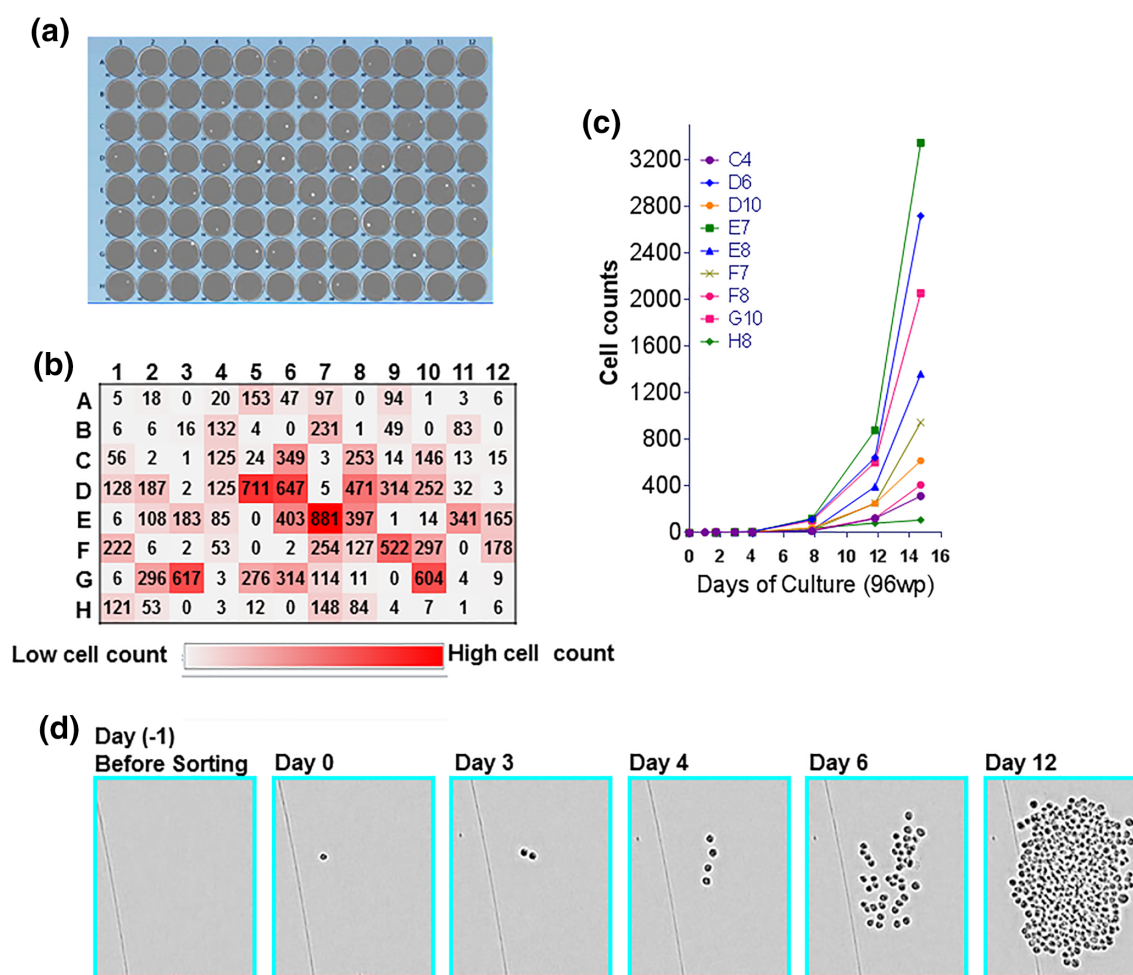 (a)
1 2 3 4 5 6 7 8 9 10 11 12
A
B
C
D
E
F
G
H
(b)
1 2 3 4 5 6 7 8 9 10 11 12
A 5 18 0 20 153 47 97 0 94 1 3 6
B 6 6 16 132 4 0 231 1 49 0 83 0
C 56 2 1 125 24 349 3 253 14 146 13 15
D 128 187 2 125 711 647 5 471 314 252 32 3
E 6 108 183 85 0 403 881 397 1 14 341 165
F 222 6 2 53 0 2 254 127 522 297 0 178
G 6 296 617 3 276 314 114 11 0 604 4 9
H 121 53 0 3 12 0 148 84 4 7 1 6
Low cell count High cell count
(c)
Cell counts
3200
2800
2400
2000
1600
1200
800
400
0
C4
D6
D10
E7
E8
F7
F8
G10
H8
0 2 4 6 8 10 12 14 16
Days of Culture (96wp)
(d)
Day (-1)
Before Sorting
Day 0
Day 3
Day 4
Day 6
Day 12